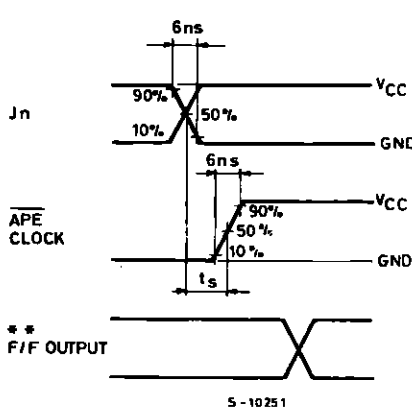 6ns
VCC
90%
Jn
50%
10%
GND
6ns
VCC
APE
90%
CLOCK
50%
10%
GND
ts
**
F/F OUTPUT
S-10251